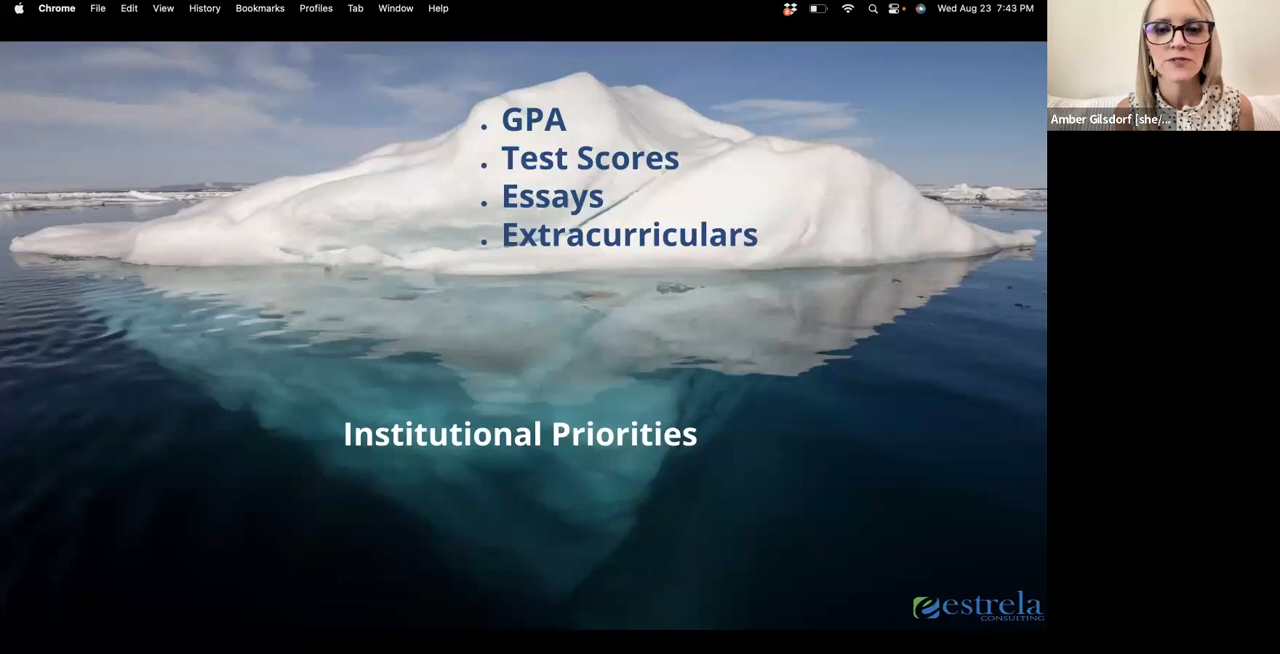 Chrome File Edit View History Bookmarks Profiles Tab Window Help Wed Aug 23 7:43 PM
Amber Gilsdorf [she/...
• GPA
• Test Scores
• Essays
• Extracurriculars
Institutional Priorities
estrela
CONSULTING